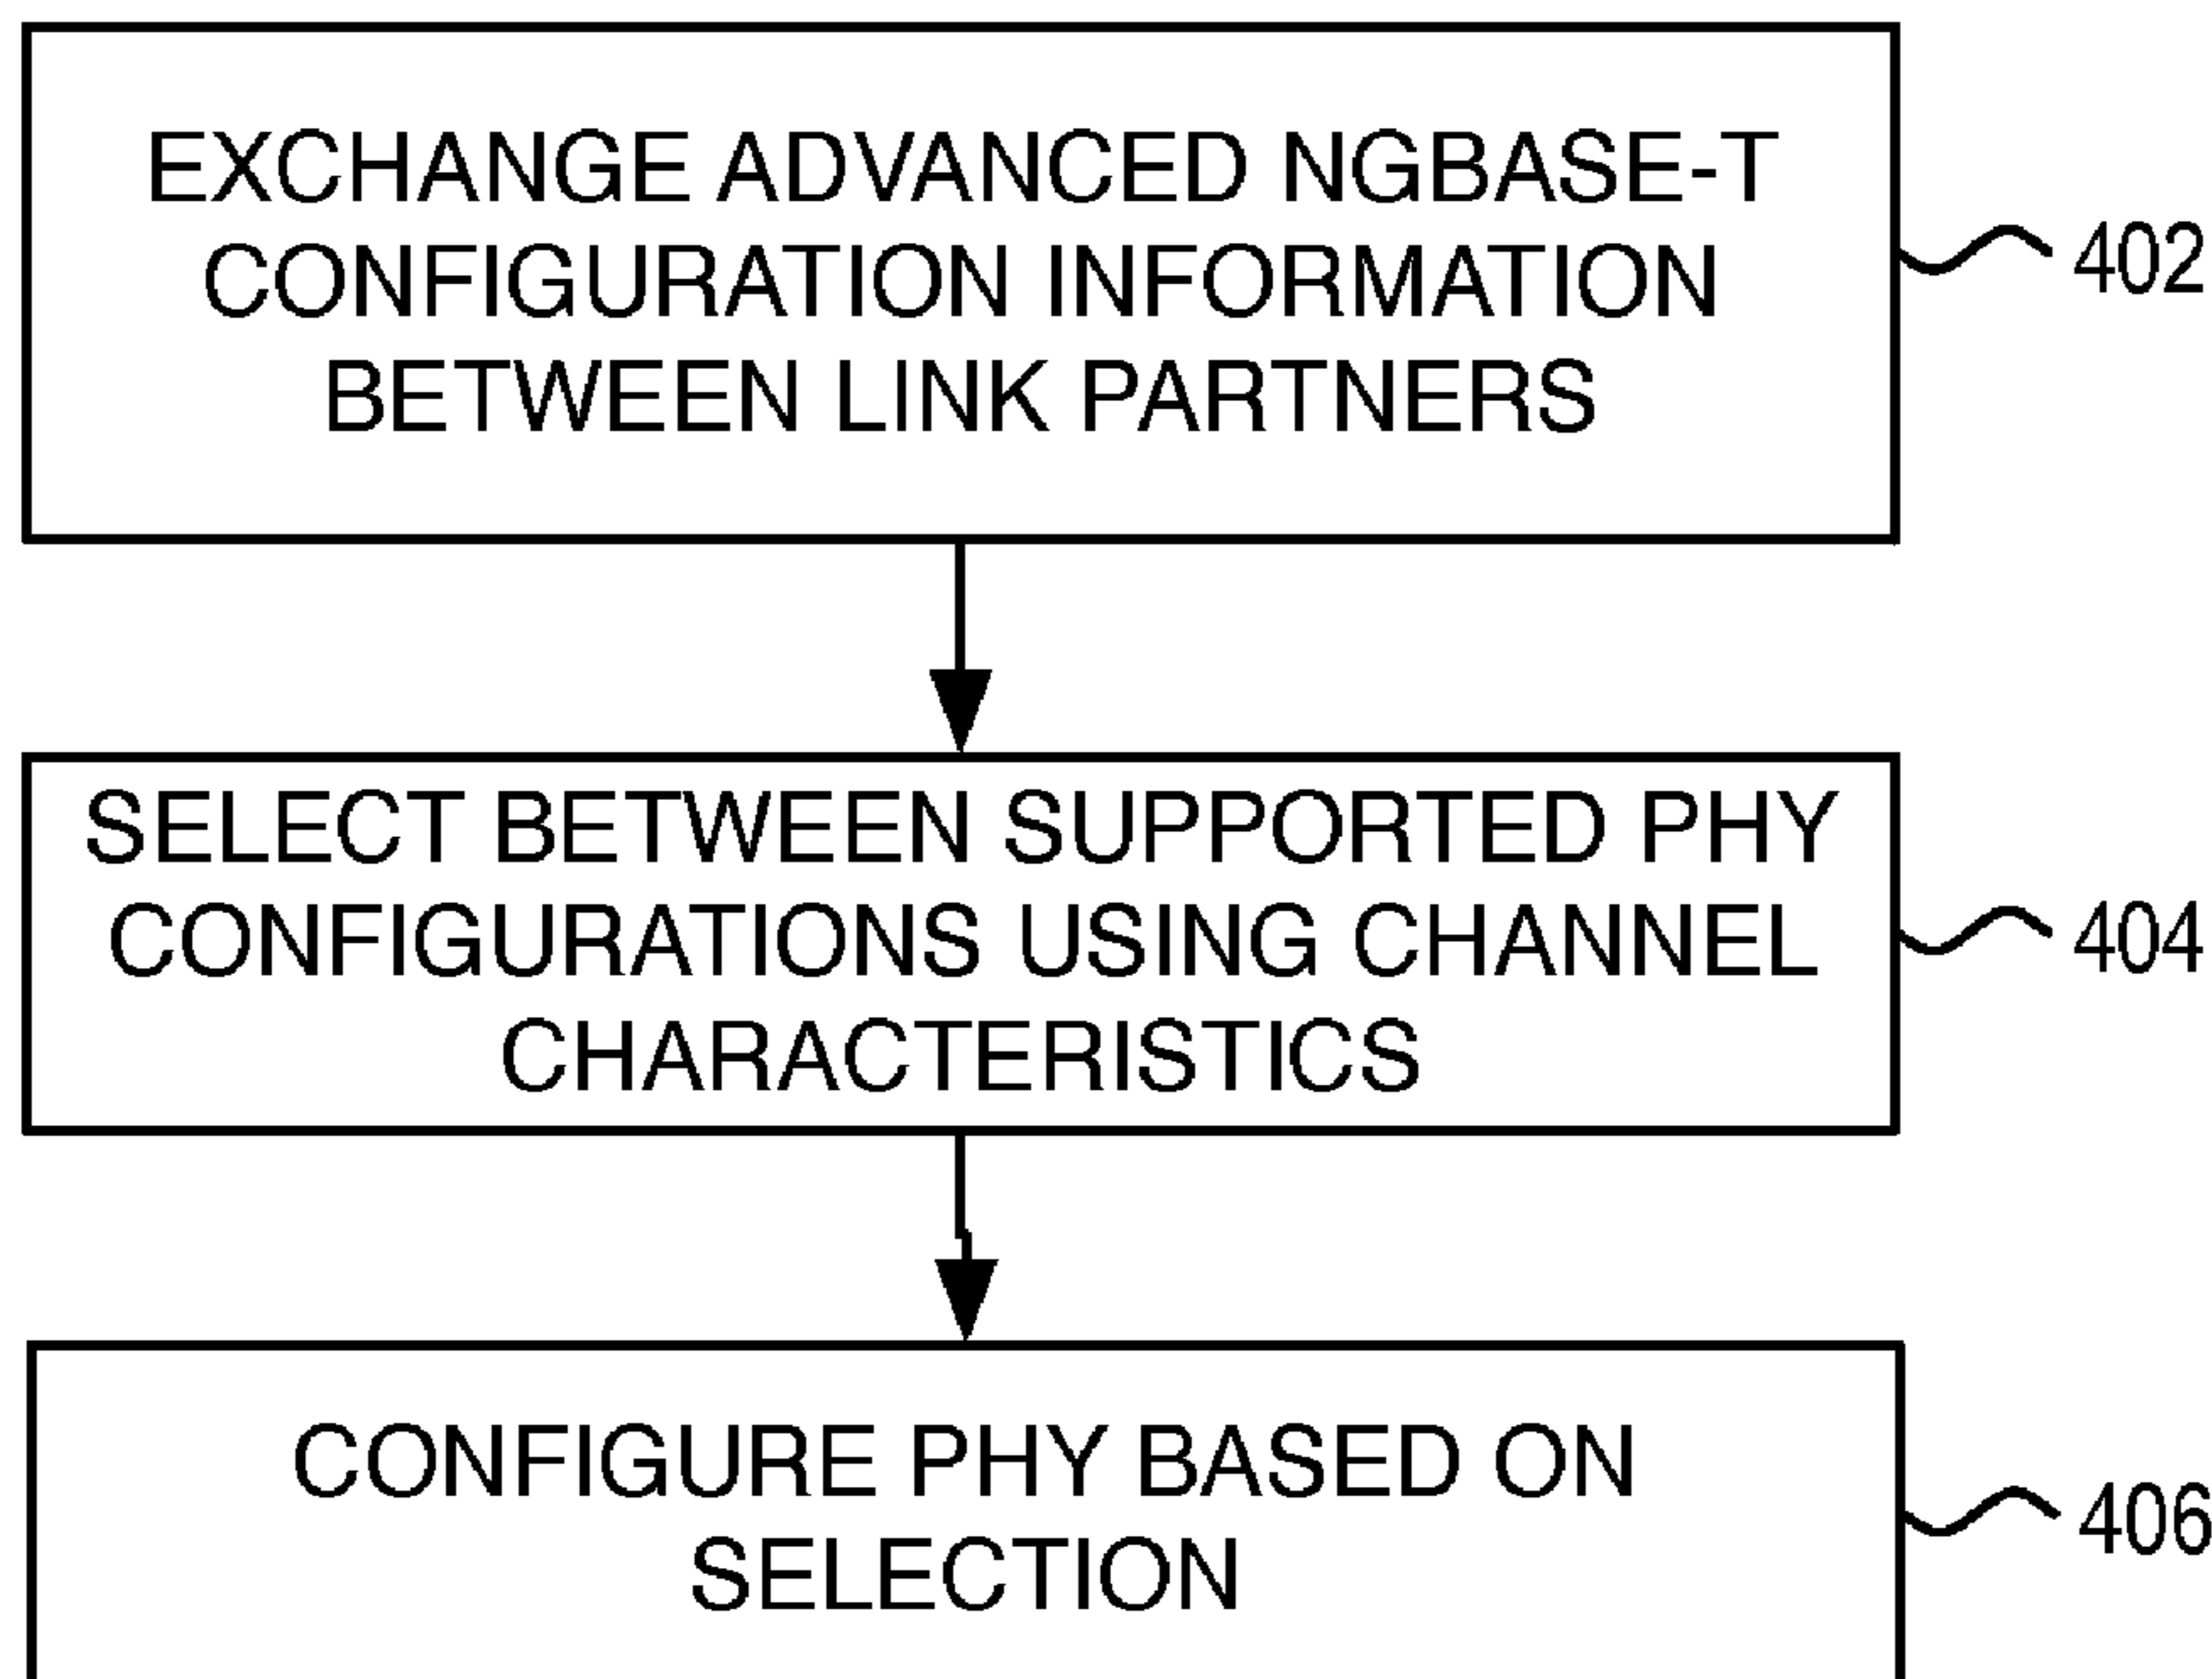 EXCHANGE ADVANCED NGBASE-T
CONFIGURATION INFORMATION
BETWEEN LINK PARTNERS
402
SELECT BETWEEN SUPPORTED PHY
CONFIGURATIONS USING CHANNEL
CHARACTERISTICS
404
CONFIGURE PHY BASED ON
SELECTION
406